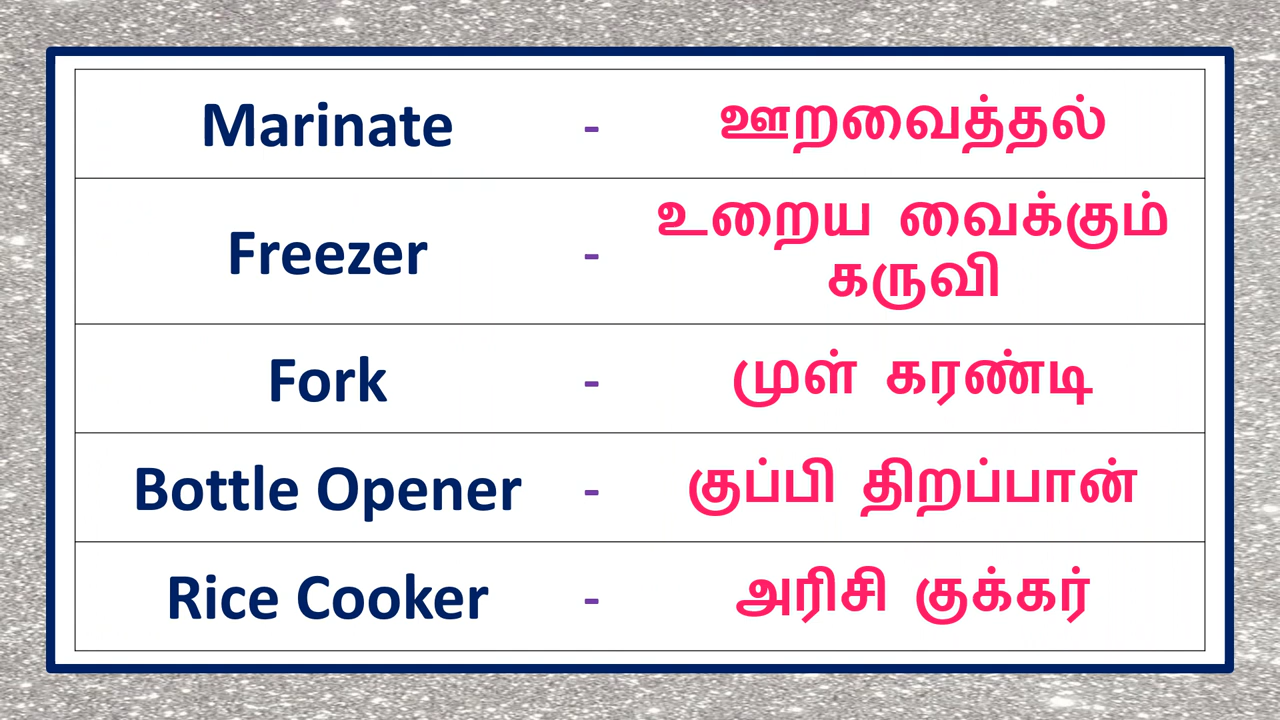 Marinate - ஊறவைத்தல்
Freezer - உறைய வைக்கும்
கருவி
Fork - முள் கரண்டி
Bottle Opener - குப்பி திறப்பான்
Rice Cooker - அரிசி குக்கர்